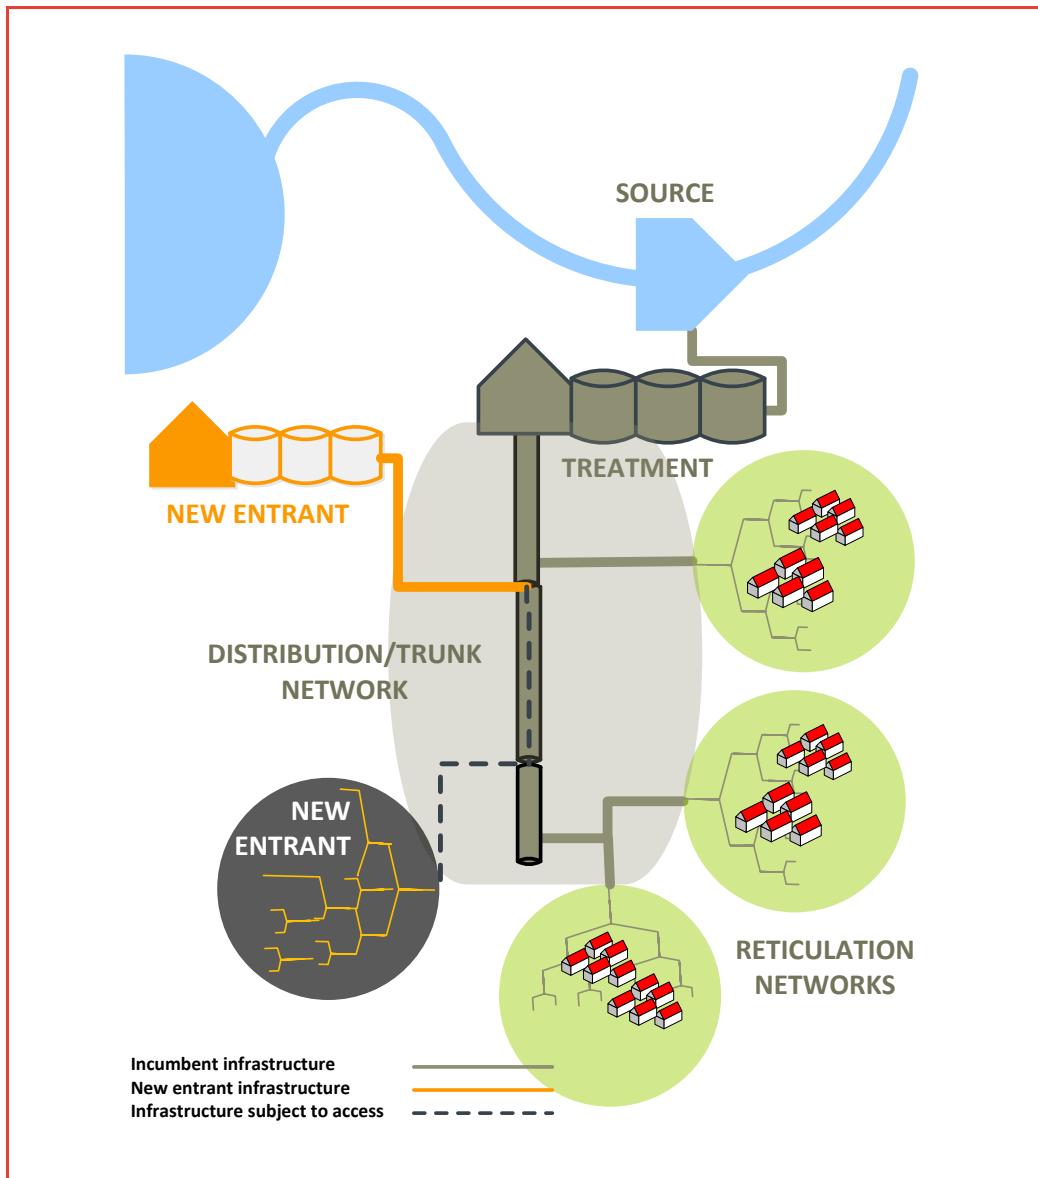 SOURCE
TREATMENT
NEW ENTRANT
DISTRIBUTION/TRUNK
NETWORK
NEW
ENTRANT
RETICULATION
NETWORKS
Incumbent infrastructure
New entrant infrastructure
Infrastructure subject to access